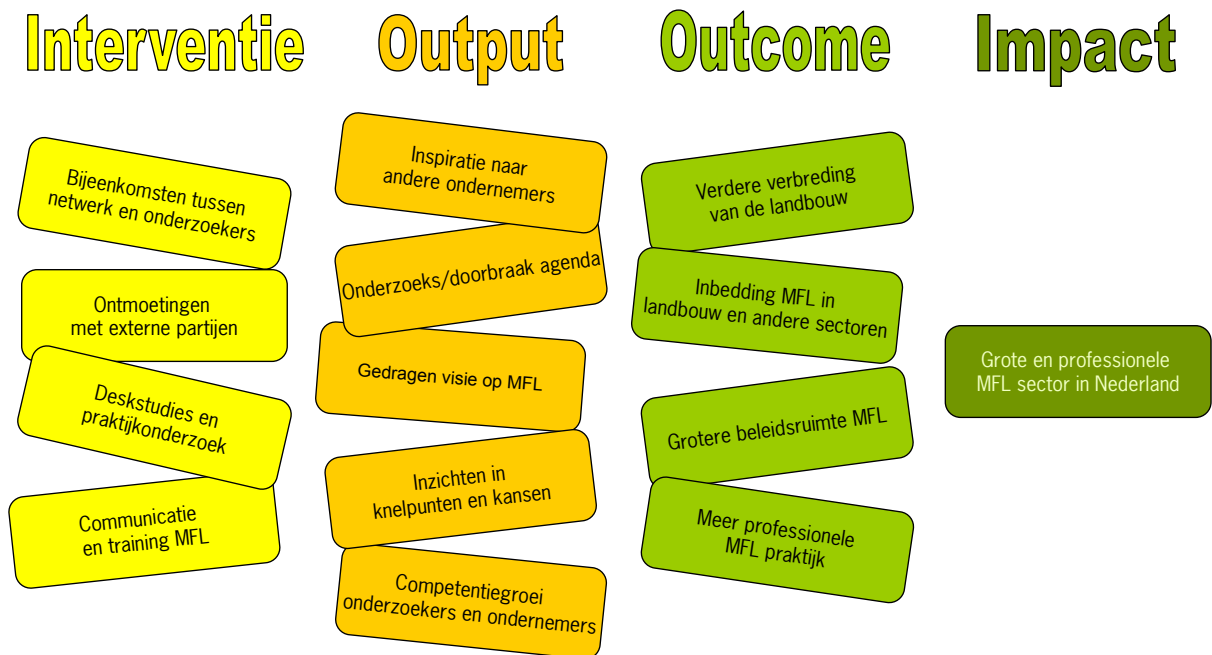 Interventie
Output
Outcome
Impact
Bijeenkomsten tussen
netwerk en onderzoekers
Ontmoetingen
met externe partijen
Deskstudies en
praktijkonderzoek
Communicatie
en training MFL
Inspiratie naar
andere ondernemers
Onderzoeks/doorbraak agenda
Gedragen visie op MFL
Inzichten in
knelpunten en kansen
Competentiegroei
onderzoekers en ondernemers
Verdere verbreding
van de landbouw
Inbedding MFL in
landbouw en andere sectoren
Grotere beleidsruimte MFL
Meer professionele
MFL praktijk
Grote en professionele
MFL sector in Nederland